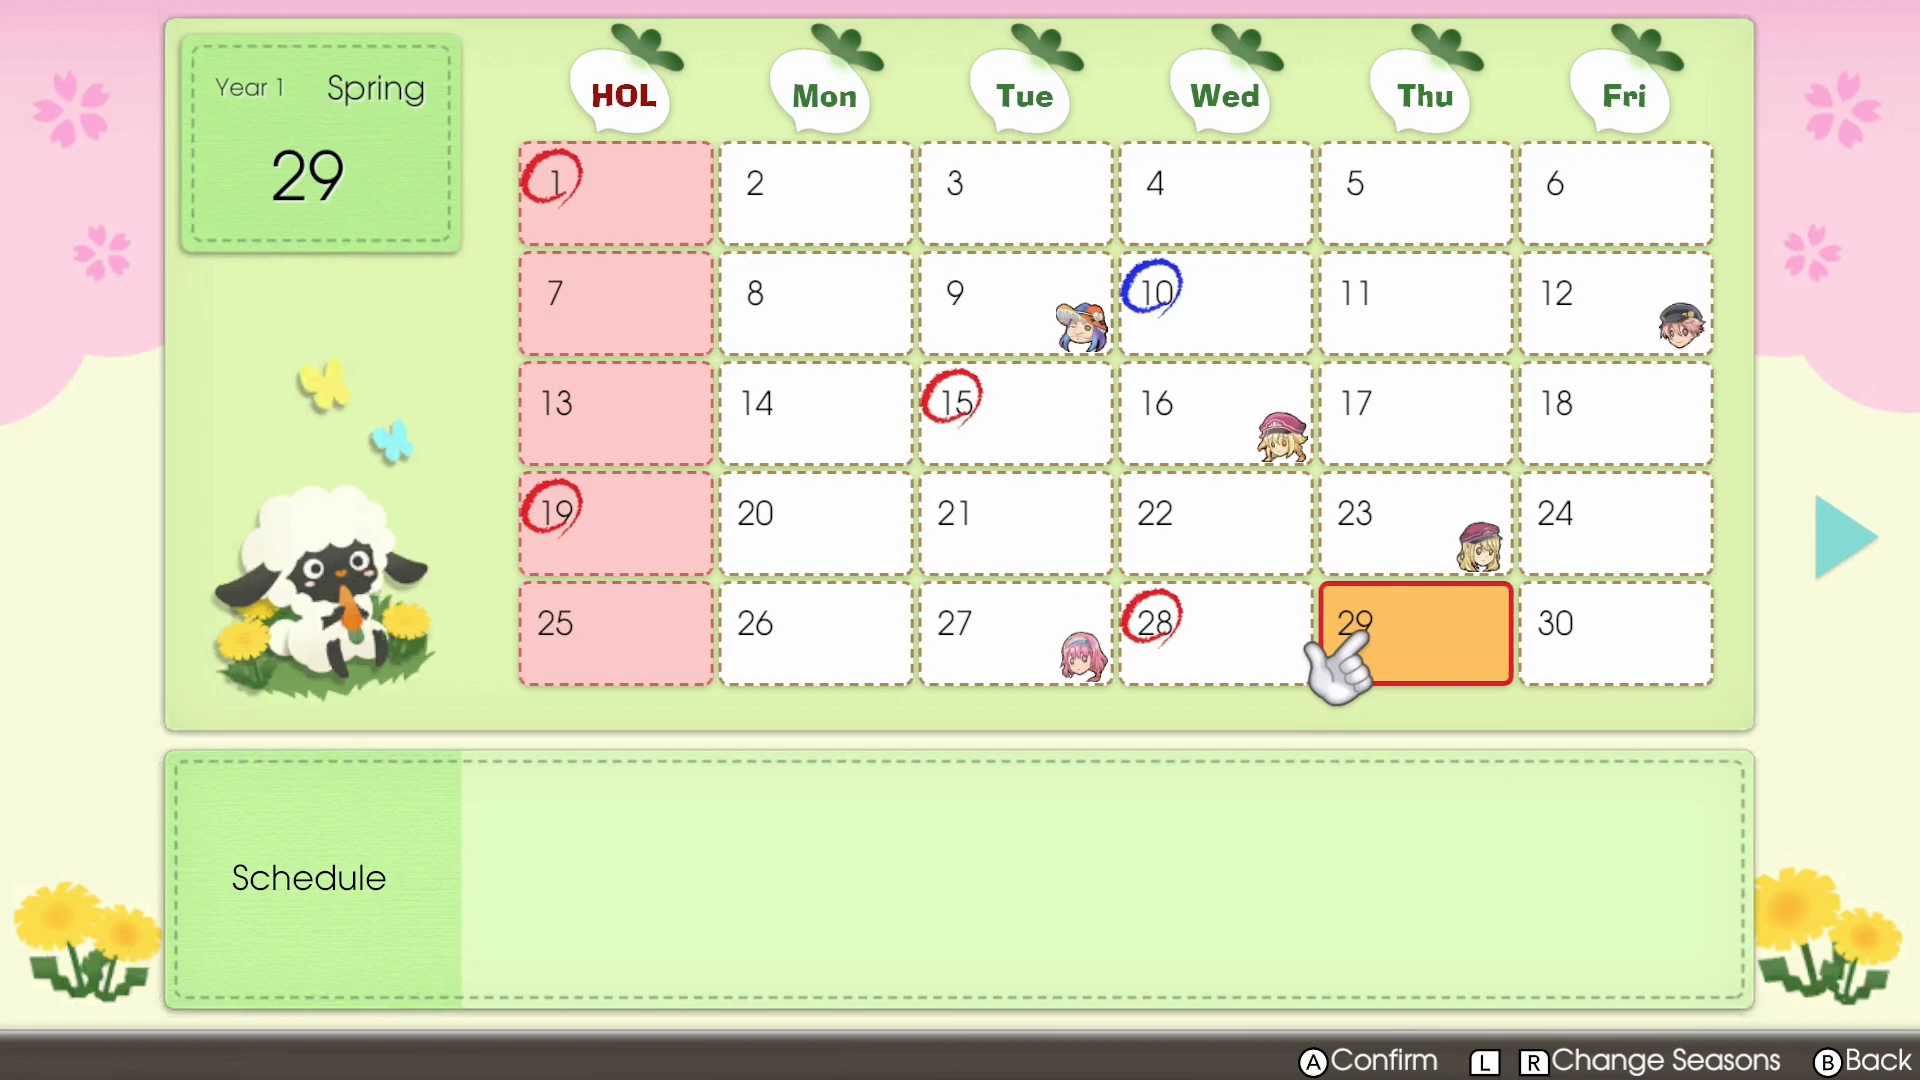 Year 1 Spring
29
HOL Mon Tue Wed Thu Fri
1 2 3 4 5 6
7 8 9 10 11 12
13 14 15 16 17 18
19 20 21 22 23 24
25 26 27 28 29 30
Schedule
A Confirm L R Change Seasons B Back